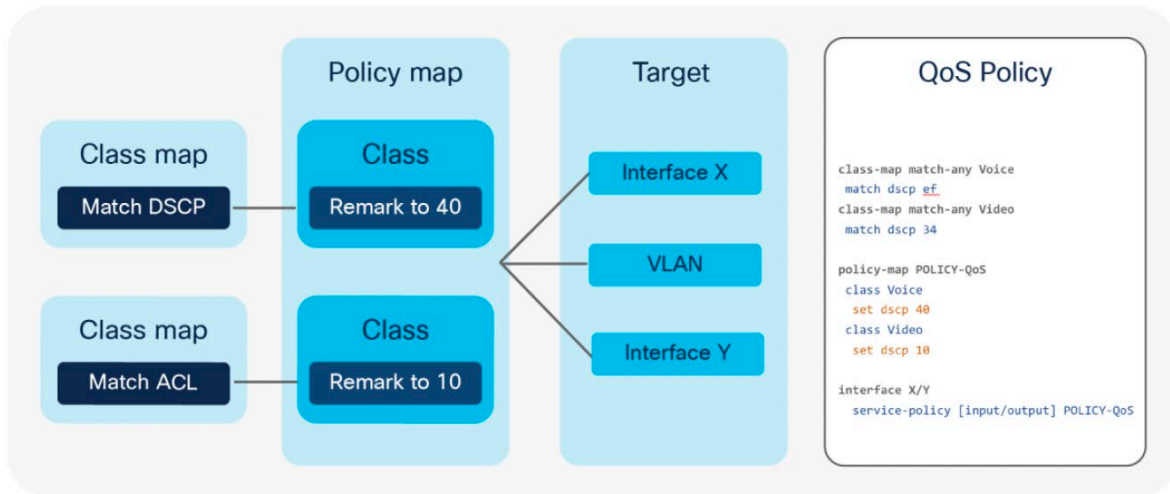 Class map
Match DSCP
Class map
Match ACL
Policy map
Class
Remark to 40
Class
Remark to 10
Target
Interface X
VLAN
Interface Y
QoS Policy
class-map match-any Voice
match dscp ef
class-map match-any Video
match dscp 34
policy-map POLICY-QoS
class Voice
set dscp 40
class Video
set dscp 10
interface X/Y
service-policy [input/output] POLICY-QoS